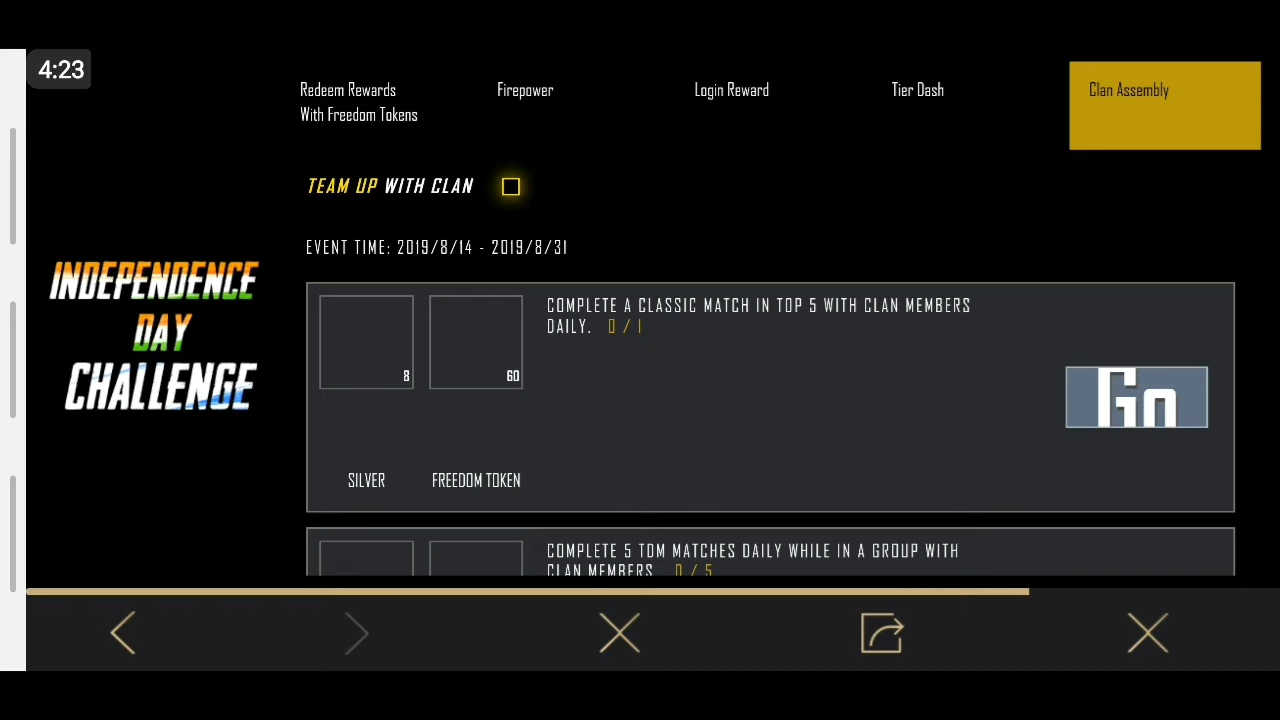 4:23
Redeem Rewards
With Freedom Tokens
Firepower
Login Reward
Tier Dash
Clan Assembly
TEAM UP WITH CLAN
EVENT TIME: 2019/8/14 - 2019/8/31
INDEPENDENCE
DAY
CHALLENGE
COMPLETE A CLASSIC MATCH IN TOP 5 WITH CLAN MEMBERS
DAILY. 0 / 1
8
60
Go
SILVER
FREEDOM TOKEN
COMPLETE 5 TDM MATCHES DAILY WHILE IN A GROUP WITH
CLAN MEMBERS 0 / 5